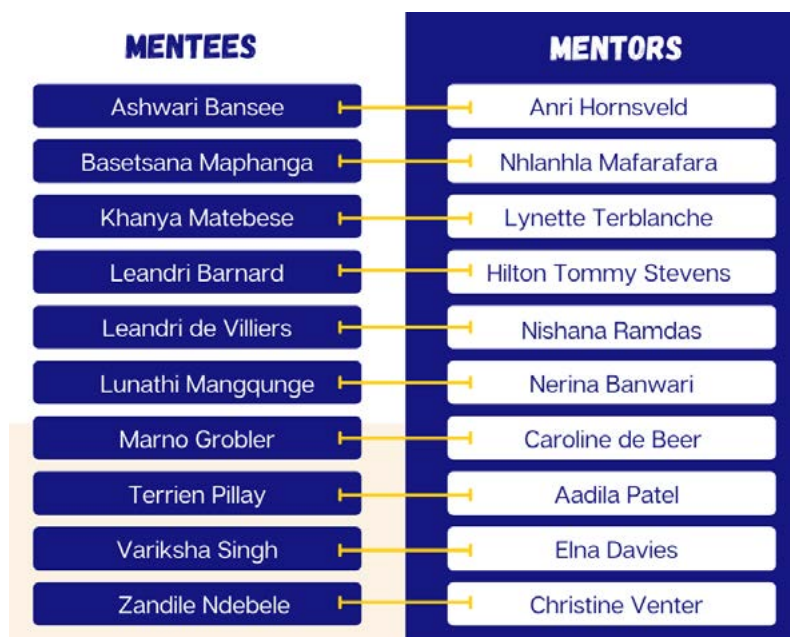 MENTEES MENTORS
Ashwari Bansee Anri Hornsveld
Basetsana Maphanga Nhlanhla Mafarafara
Khanya Matebese Lynette Terblanche
Leandri Barnard Hilton Tommy Stevens
Leandri de Villiers Nishana Ramdas
Lunathi Mangqunge Nerina Banwari
Marno Grobler Caroline de Beer
Terrien Pillay Aadila Patel
Variksha Singh Elna Davies
Zandile Ndebele Christine Venter